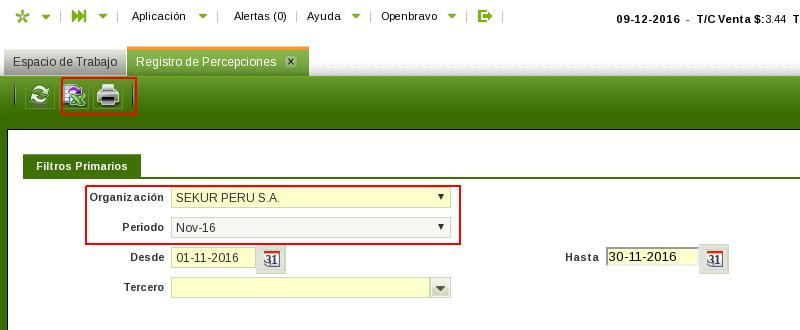 Aplicación Alertas (0) Ayuda Openbravo 09-12-2016 - T/C Venta $:3.44 T
Espacio de Trabajo Registro de Percepciones
Filtros Primarios
Organización SEKUR PERU S.A.
Periodo Nov-16
Desde 01-11-2016 31 Hasta 30-11-2016 31
Tercero